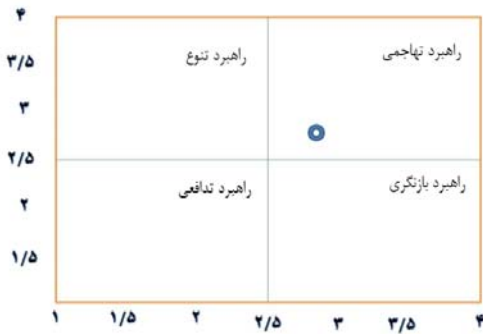 ۴
راهبرد تهاجمی
راهبرد تنوع
۳/۵
۳
۲/۵
راهبرد بازنگری
راهبرد تدافعی
۲
۱/۵
۱ ۱/۵ ۲ ۲/۵ ۳ ۳/۵ ۴